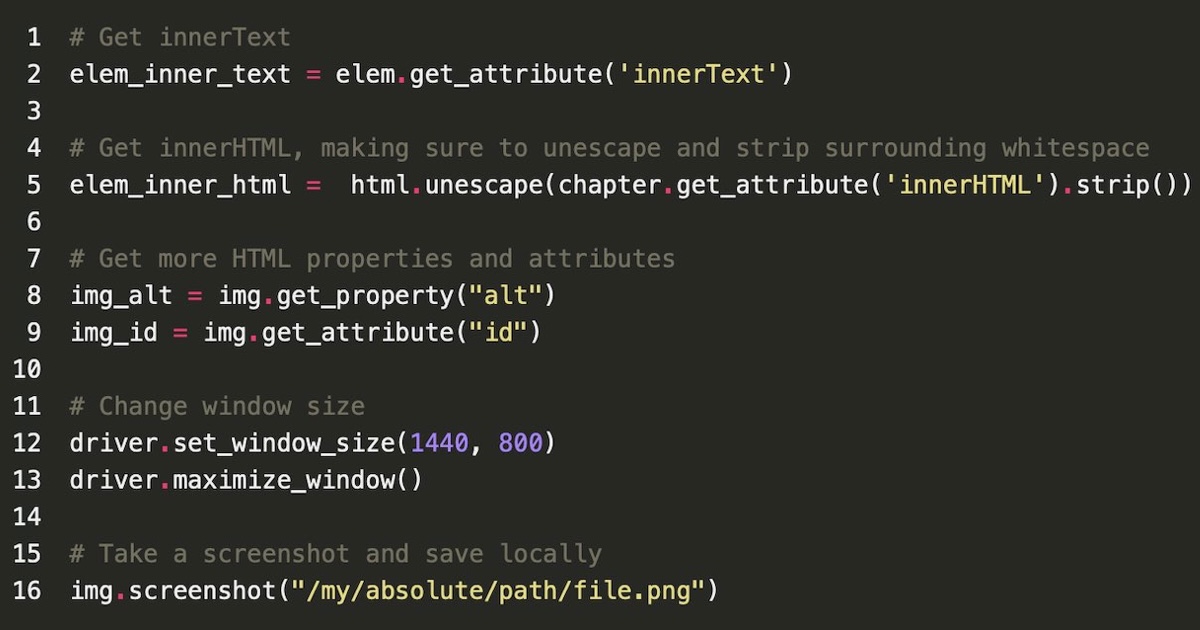 1 # Get innerText
2 elem_inner_text = elem.get_attribute('innerText')
3
4 # Get innerHTML, making sure to unescape and strip surrounding whitespace
5 elem_inner_html =  html.unescape(chapter.get_attribute('innerHTML').strip())
6
7 # Get more HTML properties and attributes
8 img_alt = img.get_property("alt")
9 img_id = img.get_attribute("id")
10
11 # Change window size
12 driver.set_window_size(1440, 800)
13 driver.maximize_window()
14
15 # Take a screenshot and save locally
16 img.screenshot("/my/absolute/path/file.png")